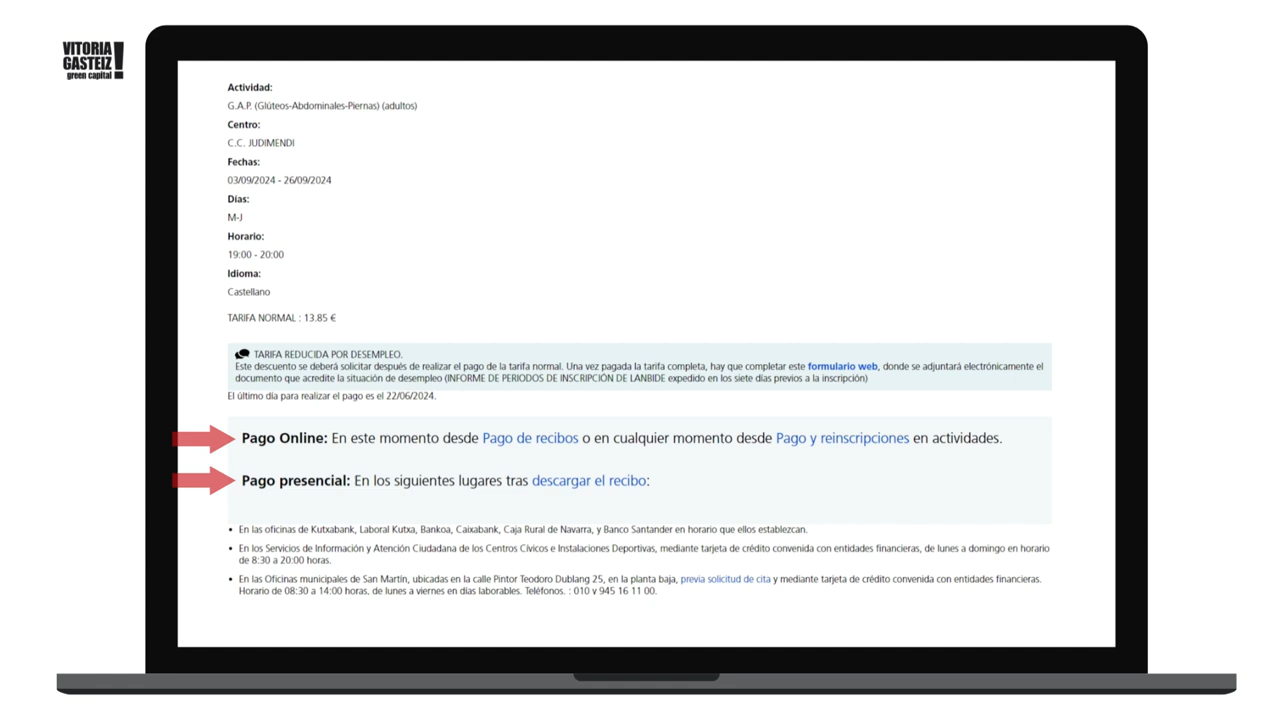 VITORIA
GASTEIZ
green capital
Actividad:
G.A.P. (Glúteos-Abdominales-Piernas) (adultos)
Centro:
C.C. JUDIMENDI
Fechas:
03/09/2024 - 26/09/2024
Días:
M-J
Horario:
19:00 - 20:00
Idioma:
Castellano
TARIFA NORMAL : 13.85 €
TARIFA REDUCIDA POR DESEMPLEO.
Este descuento se deberá solicitar después de realizar el pago de la tarifa normal. Una vez pagada la tarifa completa, hay que completar este formulario web, donde se adjuntará electrónicamente el
documento que acredite la situación de desempleo (INFORME DE PERIODOS DE INSCRIPCIÓN DE LANBIDE expedido en los siete días previos a la inscripción)
El último día para realizar el pago es el 22/06/2024.
Pago Online: En este momento desde Pago de recibos o en cualquier momento desde Pago y reinscripciones en actividades.
Pago presencial: En los siguientes lugares tras descargar el recibo:
• En las oficinas de Kutxabank, Laboral Kutxa, Bankoa, Caixabank, Caja Rural de Navarra, y Banco Santander en horario que ellos establezcan.
• En los Servicios de Información y Atención Ciudadana de los Centros Cívicos e Instalaciones Deportivas, mediante tarjeta de crédito convenida con entidades financieras, de lunes a domingo en horario
de 8:30 a 20:00 horas.
• En las Oficinas municipales de San Martín, ubicadas en la calle Pintor Teodoro Dublang 25, en la planta baja, previa solicitud de cita y mediante tarjeta de crédito convenida con entidades financieras.
Horario de 08:30 a 14:00 horas, de lunes a viernes en días laborables. Teléfonos. : 010 y 945 16 11 00.